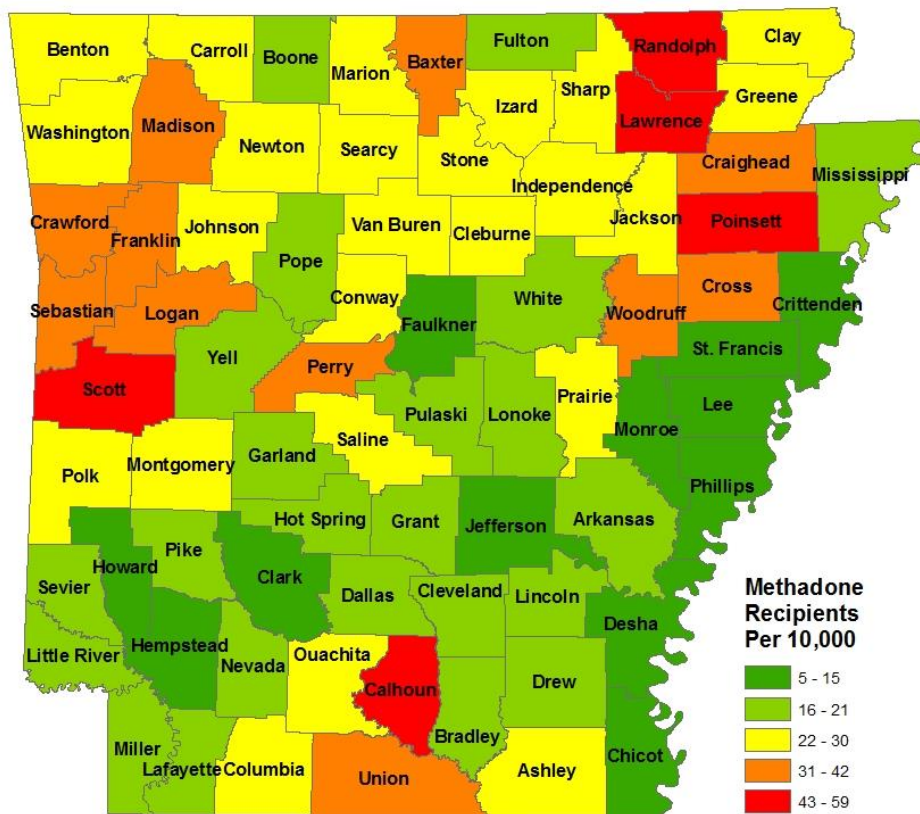 Benton
Carroll
Boone
Marion
Baxter
Fulton
Randolph
Clay
Sharp
Izard
Greene
Lawrence
Washington
Madison
Newton
Searcy
Stone
Independence
Craighead
Mississippi
Crawford
Franklin
Johnson
Van Buren
Cleburne
Jackson
Poinsett
Pope
Sebastian
Logan
Conway
Faulkner
White
Woodruff
Cross
Crittenden
St. Francis
Scott
Yell
Perry
Pulaski
Lonoke
Prairie
Monroe
Lee
Saline
Phillips
Polk
Montgomery
Garland
Hot Spring
Grant
Jefferson
Arkansas
Howard
Pike
Clark
Sevier
Dallas
Cleveland
Lincoln
Desha
Little River
Hempstead
Nevada
Ouachita
Calhoun
Drew
Bradley
Chicot
Miller
Lafayette
Columbia
Union
Ashley
Methadone
Recipients
Per 10,000
5 - 15
16 - 21
22 - 30
31 - 42
43 - 59